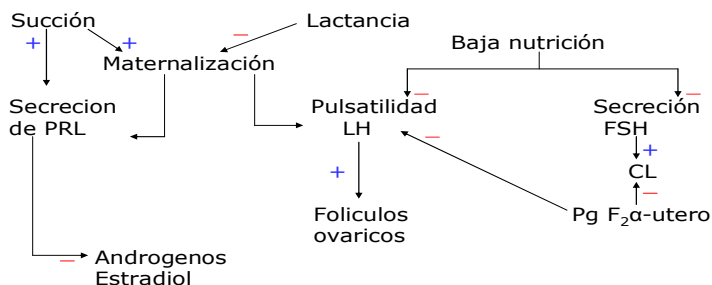 Succión
Lactancia
+
+
−
Baja nutrición
Maternalización
−
−
Secrecion
de PRL
Pulsatilidad
LH
Secreción
FSH
−
+
+
CL
−
Foliculos
ovaricos
Pg F₂α-utero
−
Androgenos
Estradiol